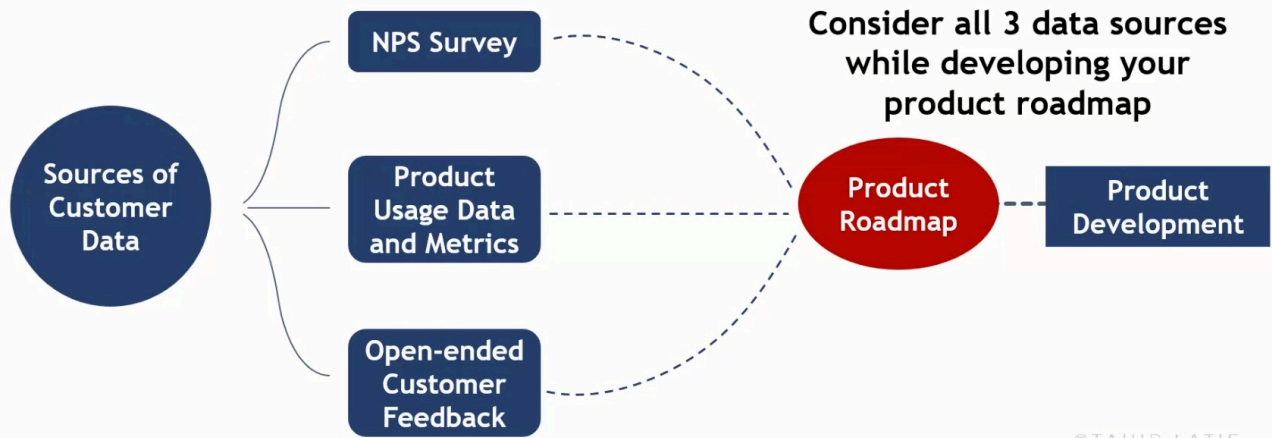 Sources of
Customer
Data
NPS Survey
Product
Usage Data
and Metrics
Open-ended
Customer
Feedback
Consider all 3 data sources
while developing your
product roadmap
Product
Roadmap
Product
Development